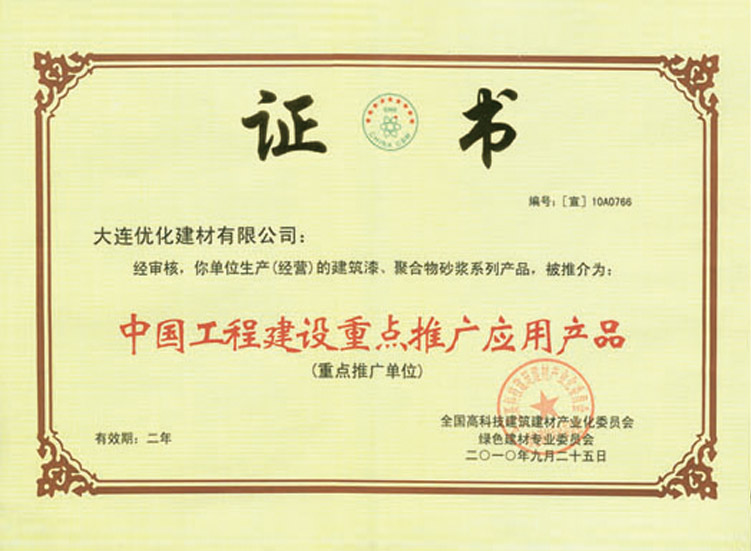 证书
编号：[宣] 10A0766
大连优化建材有限公司：
经审核，你单位生产(经营)的建筑漆、聚合物砂浆系列产品，被推介为：
中国工程建设重点推广应用产品
(重点推广单位)
全国高科技建筑建材产业化委员会
有效期：二年
绿色建材专业委员会
二〇一〇年九月二十五日